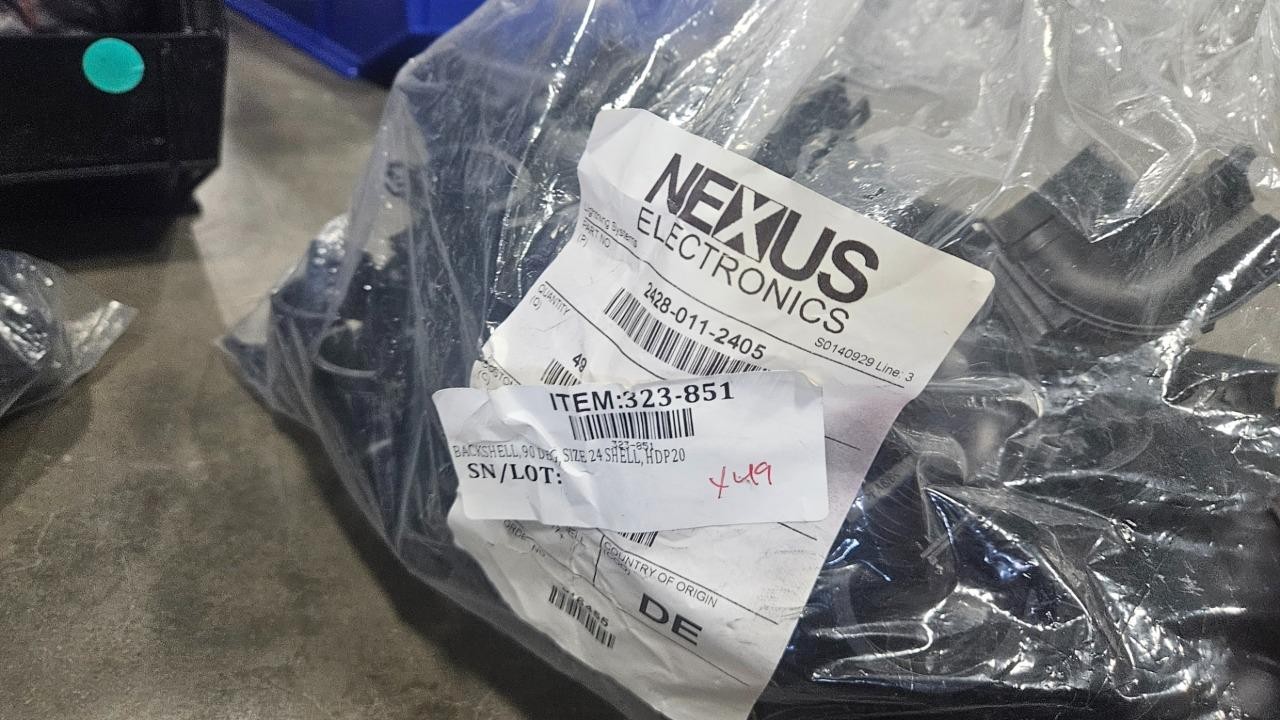 NEXUS
ELECTRONICS
Lightning Systems
PART NO
(P)
2428-011-2405
S0140929 Line: 3
QUANTITY
(Q)
49
ITEM:323-851
323-851
BACKSHELL, 90 DEG, SIZE 24 SHELL, HDP20
SN/LOT:
x49
COUNTRY OF ORIGIN
DE